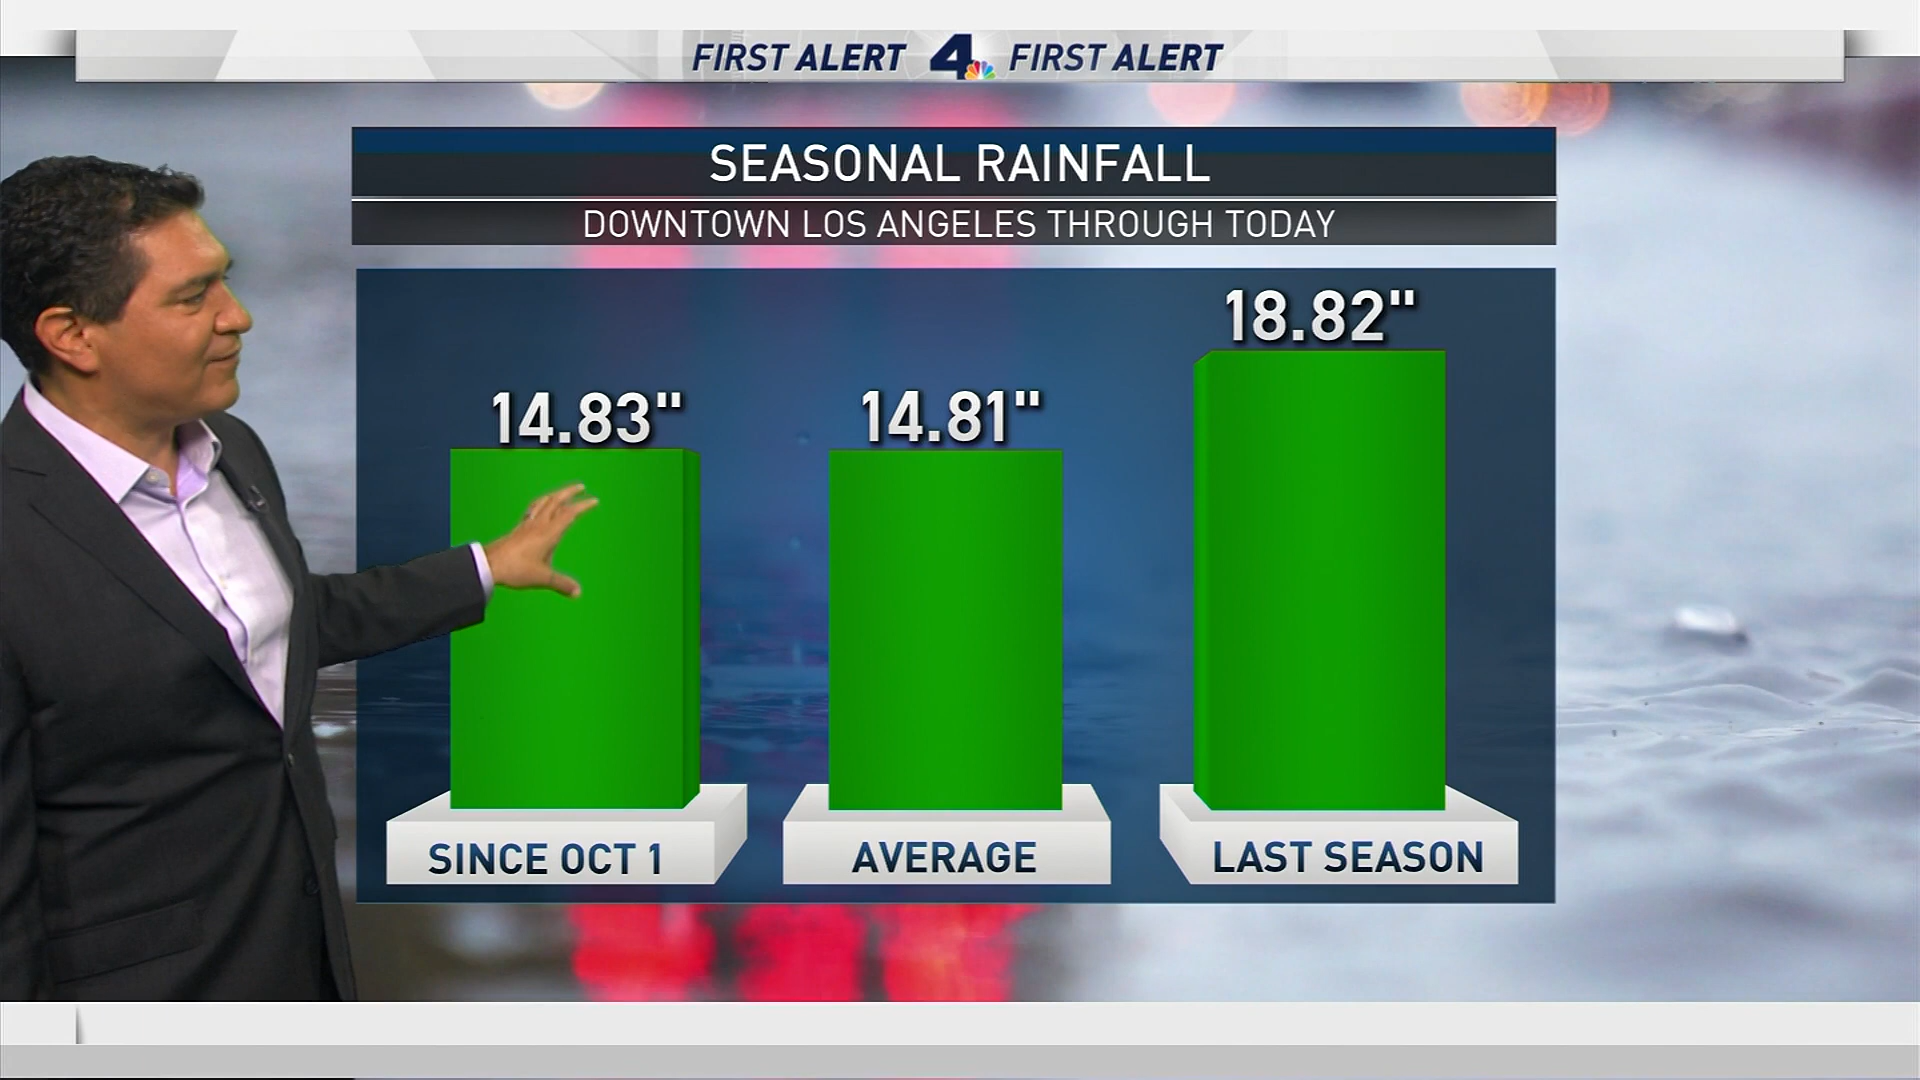 FIRST ALERT 4 FIRST ALERT
SEASONAL RAINFALL
DOWNTOWN LOS ANGELES THROUGH TODAY
14.83" 14.81" 18.82"
SINCE OCT 1 AVERAGE LAST SEASON